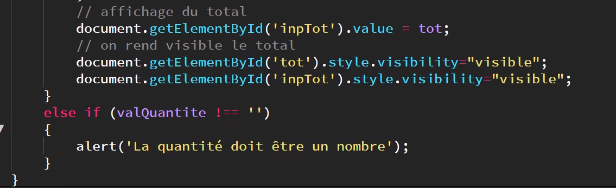 // affichage du total
document.getElementById('inpTot').value = tot;
// on rend visible le total
document.getElementById('tot').style.visibility="visible";
document.getElementById('inpTot').style.visibility="visible";
}
else if (valQuantite !== '')
{
alert('La quantité doit être un nombre');
}
}